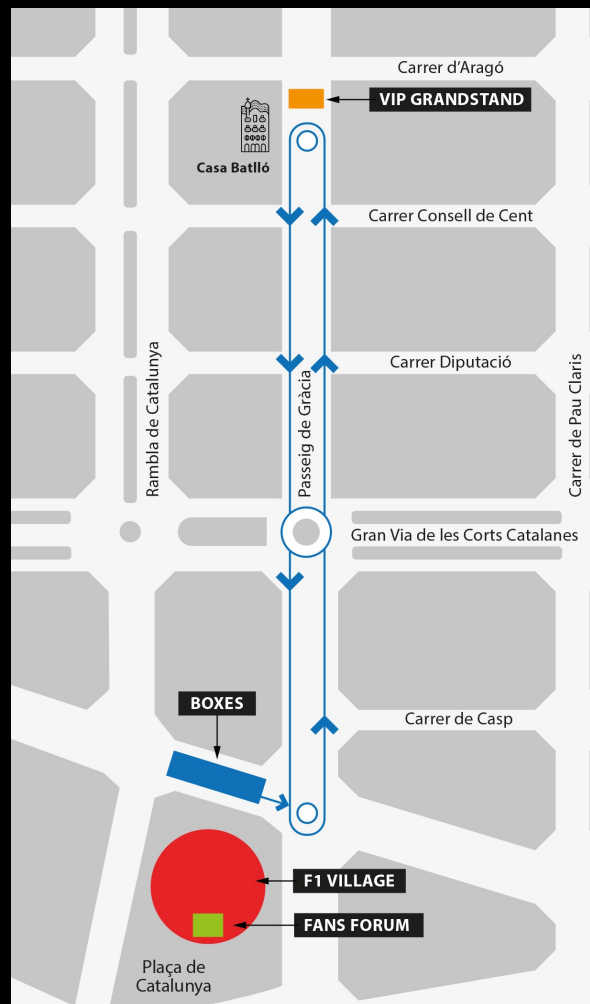 Carrer d'Aragó
VIP GRANDSTAND
Casa Batlló
Carrer Consell de Cent
Rambla de Catalunya
Passeig de Gràcia
Carrer Diputació
Carrer de Pau Claris
Gran Via de les Corts Catalanes
BOXES
Carrer de Casp
F1 VILLAGE
FANS FORUM
Plaça de
Catalunya